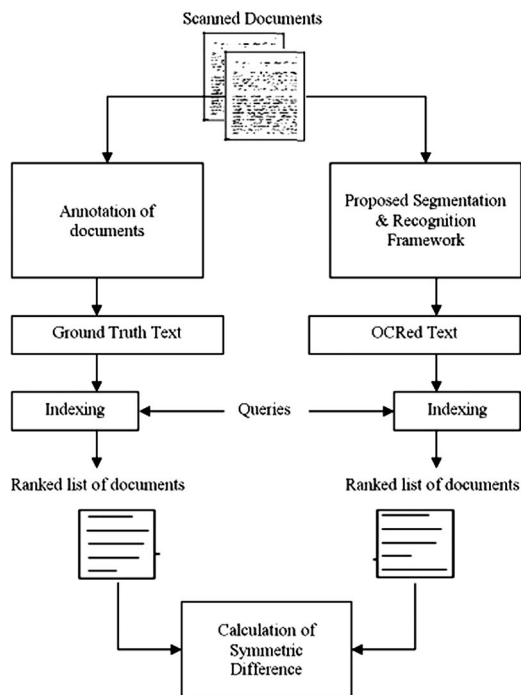 Scanned Documents
Annotation of
documents
Proposed Segmentation
& Recognition
Framework
Ground Truth Text
OCRed Text
Indexing
Queries
Indexing
Ranked list of documents
Ranked list of documents
Calculation of
Symmetric
Difference